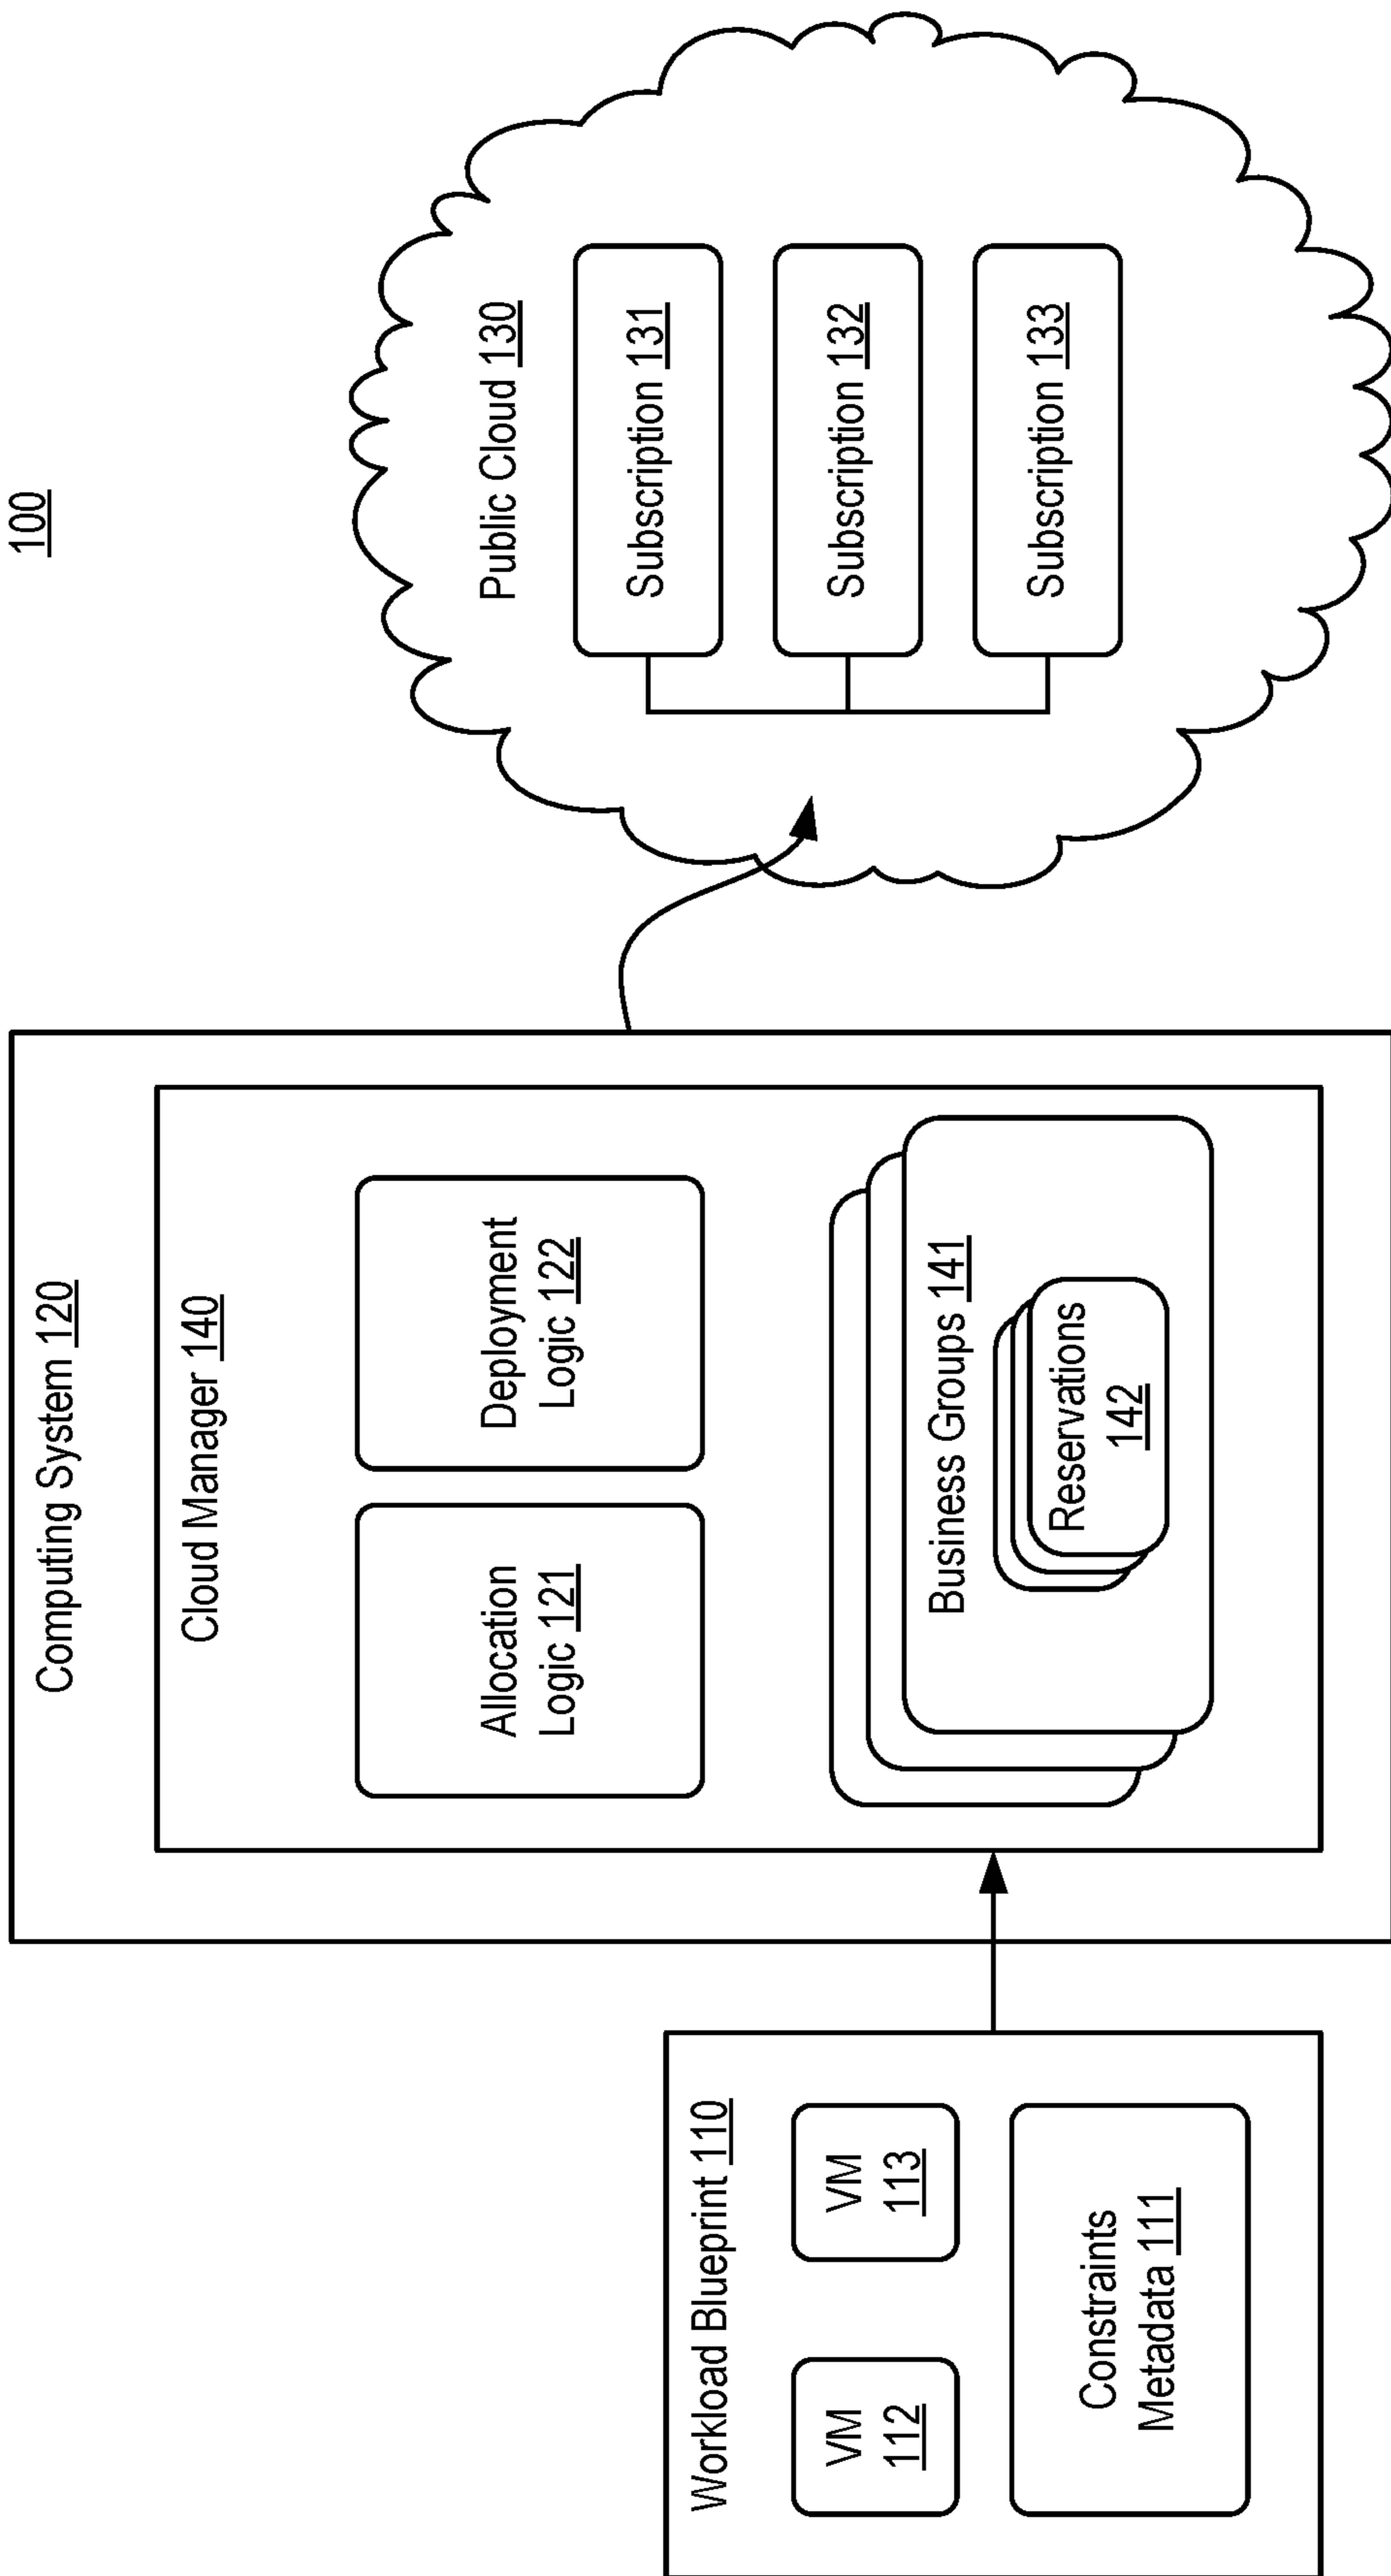 100
Workload Blueprint 110
VM
112
VM
113
Constraints
Metadata 111
Computing System 120
Cloud Manager 140
Allocation
Logic 121
Deployment
Logic 122
Business Groups 141
Reservations
142
Public Cloud 130
Subscription 131
Subscription 132
Subscription 133